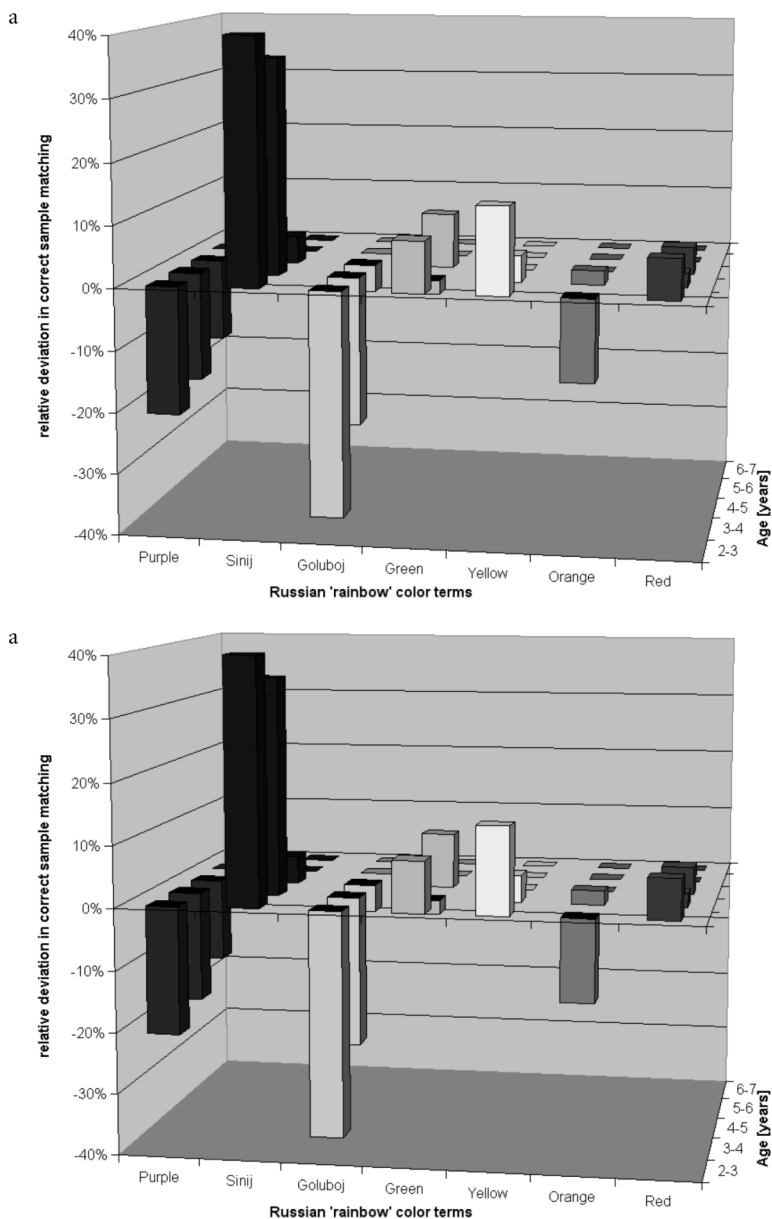 a
40%
30%
20%
10%
0%
-10%
-20%
-30%
-40%
relative deviation in correct sample matching
Purple
Sinij
Goluboj
Green
Yellow
Orange
Red
Russian 'rainbow' color terms
6-7
5-6
4-5
3-4
2-3
Age [years]
a
40%
30%
20%
10%
0%
-10%
-20%
-30%
-40%
relative deviation in correct sample matching
Purple
Sinij
Goluboj
Green
Yellow
Orange
Red
Russian 'rainbow' color terms
6-7
5-6
4-5
3-4
2-3
Age [years]